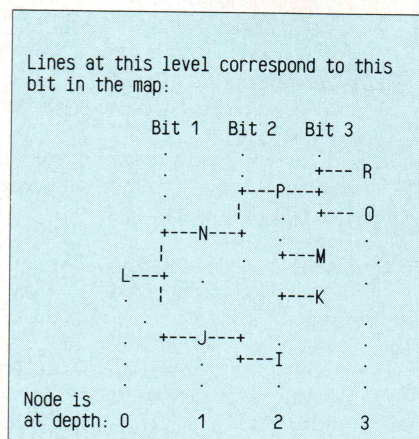 Lines at this level correspond to this
bit in the map:
Bit 1 Bit 2 Bit 3
+--- R
+---P---+
+--- O
+---N---+
+---M
L---+
+---K
+---J---+
+---I
Node is
at depth: 0 1 2 3